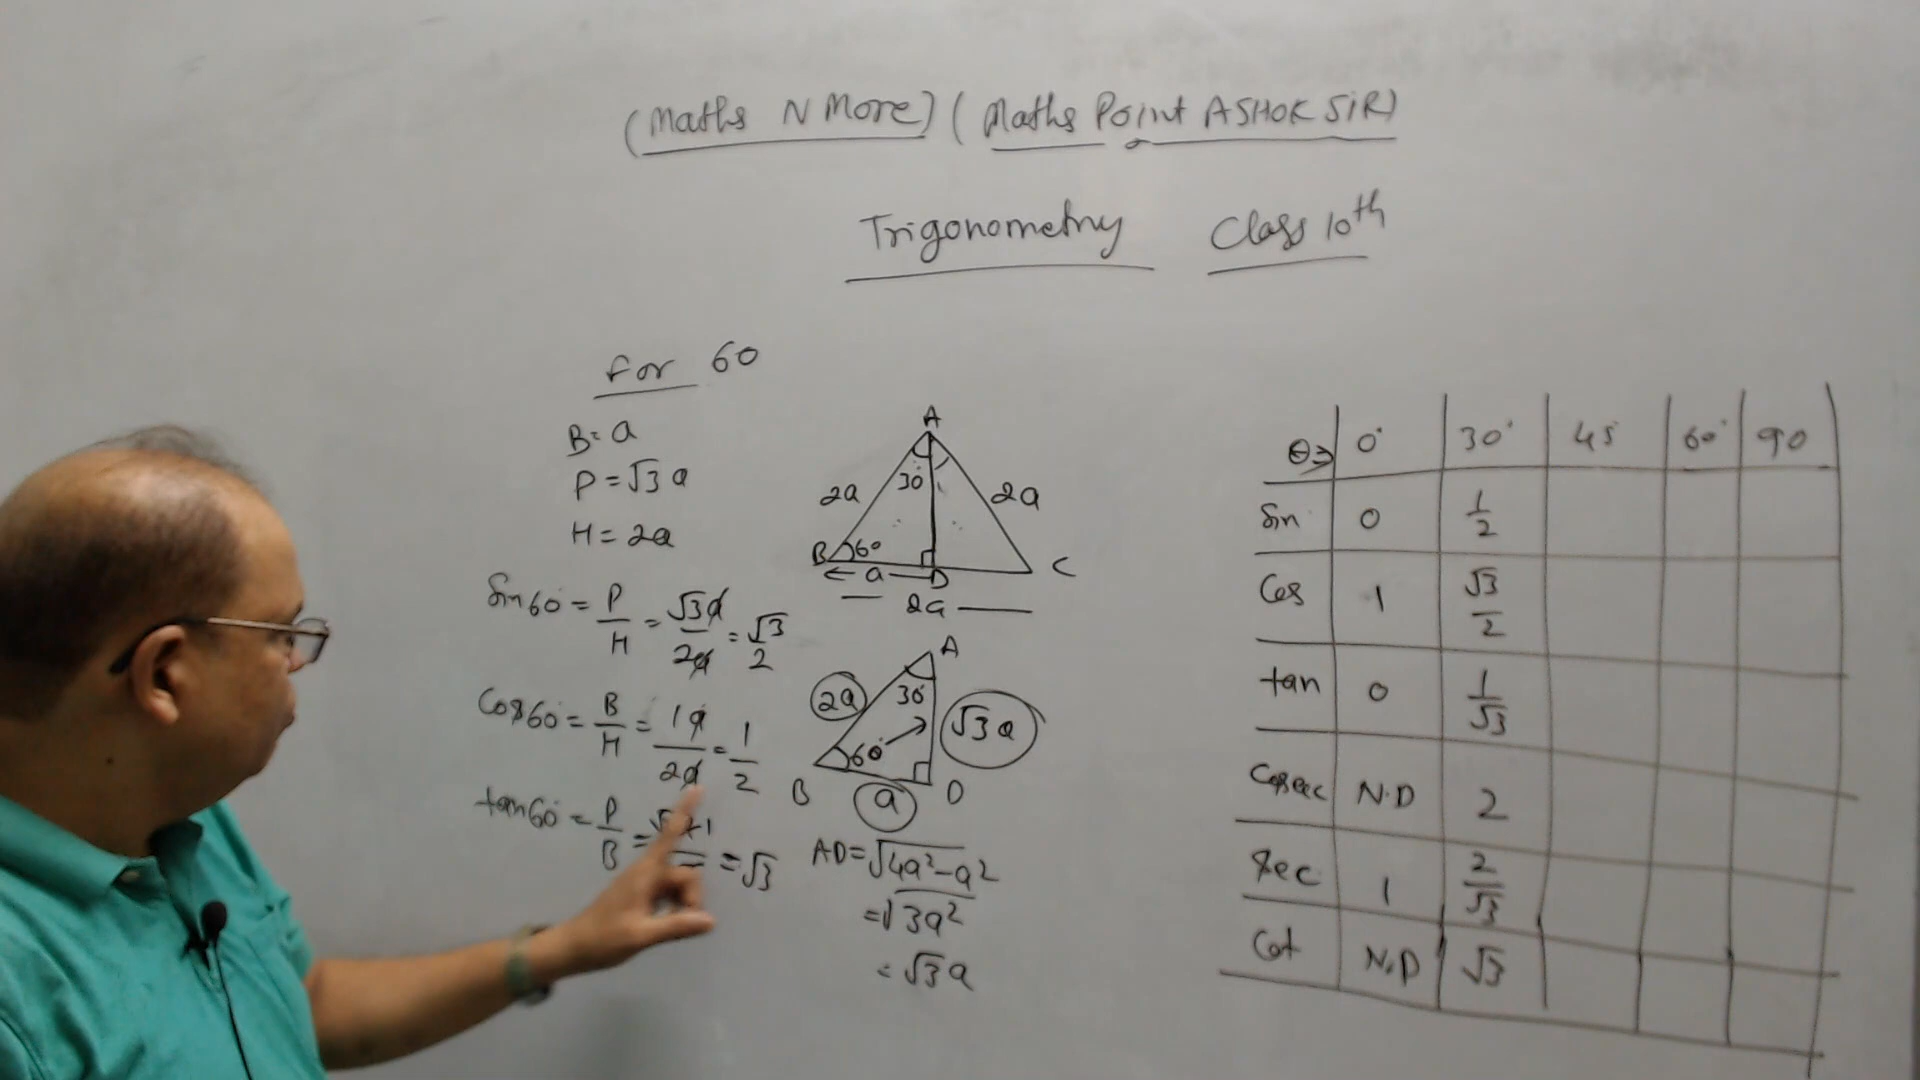 (Maths N More) (Maths Point ASHOK SIR)
Trigonometry Class 10th
for 60
B = a
P = √3 a
H = 2a
Sin 60° = P/H = √3a/2a = √3/2
Cos 60° = B/H = 1a/2a = 1/2
tan 60° = P/B = = √3
A
2a 30° 2a
B 60 C
← a — D
2a
A
2a 30° √3 a
60°
B a D
AD = √4a²-a²
= √3a²
= √3 a
θ⇒ 0° 30° 45 60° 90
Sin 0 1/2
Cos 1 √3/2
tan 0 1/√3
Cosec N.D 2
Sec 1 2/√3
Cot N.D √3